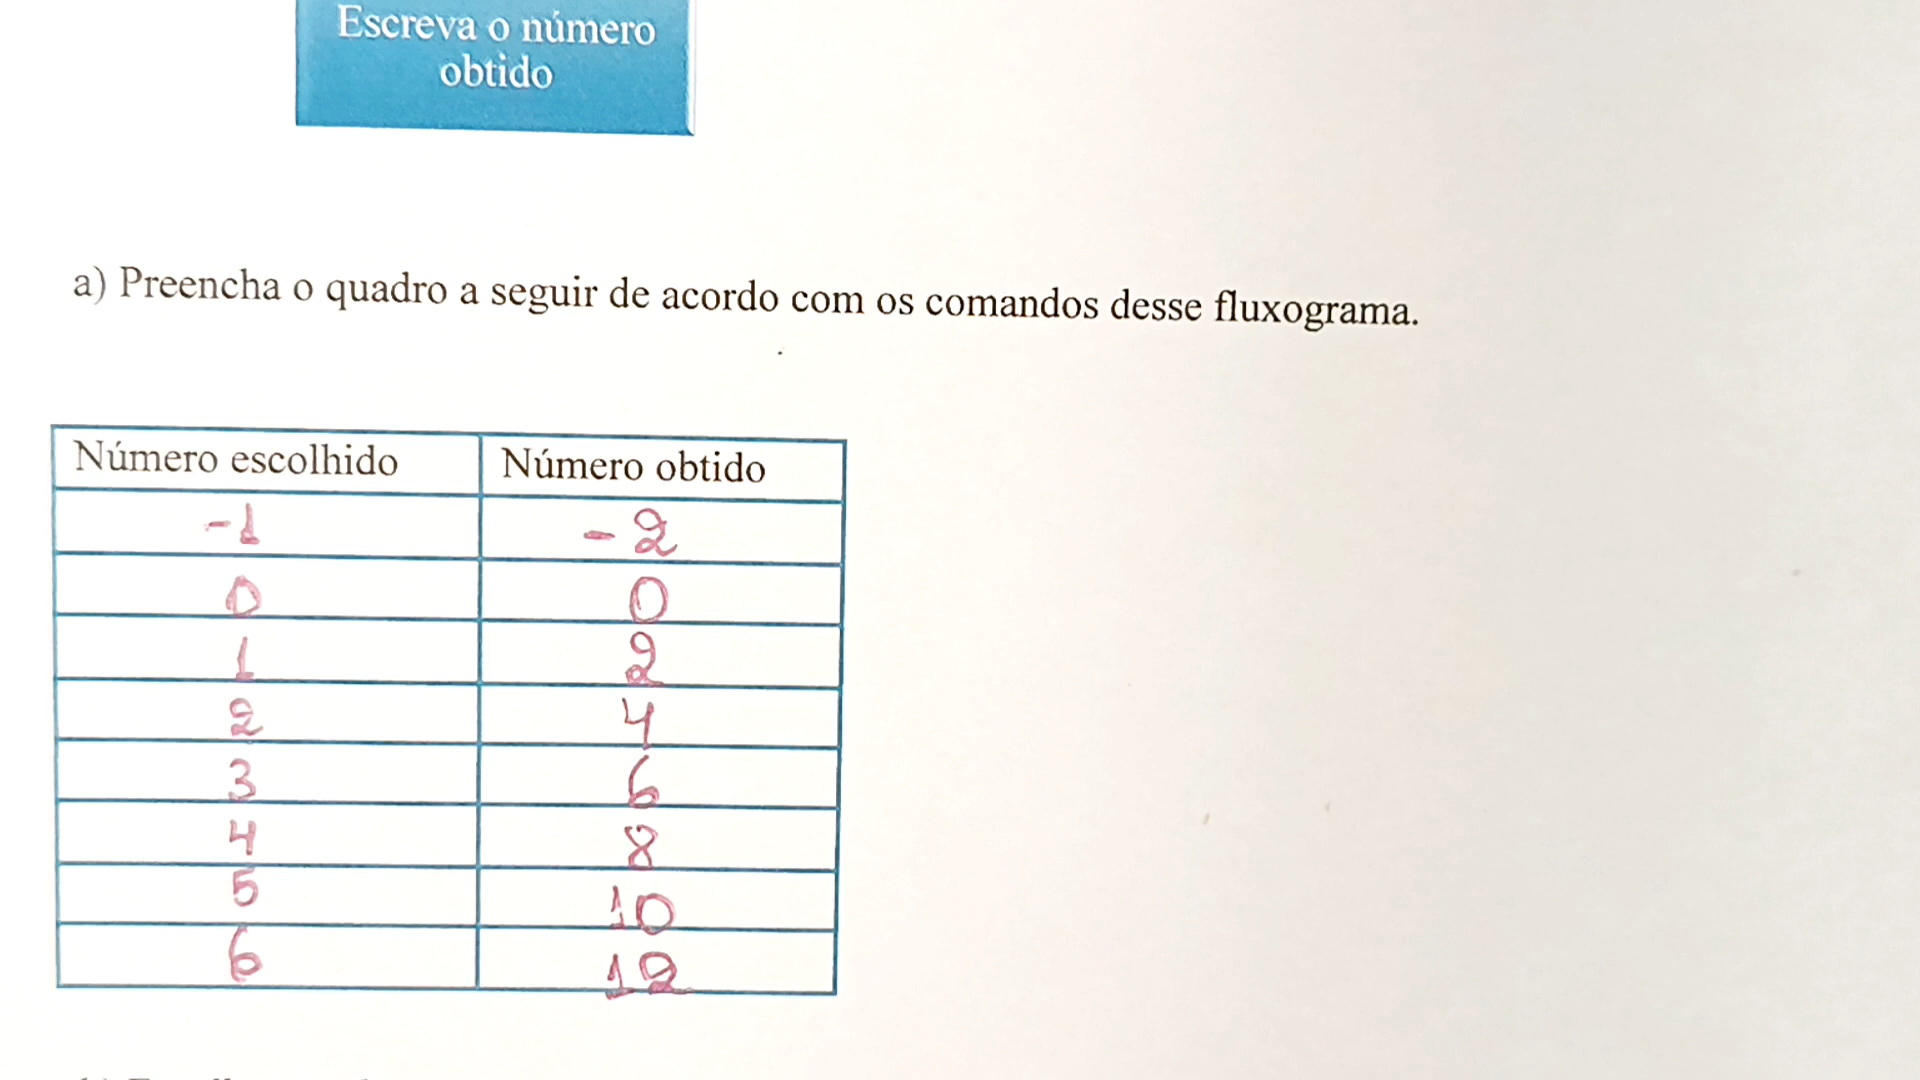 Escreva o número
obtido
a) Preencha o quadro a seguir de acordo com os comandos desse fluxograma.
Número escolhido Número obtido
-1 -2
0 0
1 2
2 4
3 6
4 8
5 10
6 12